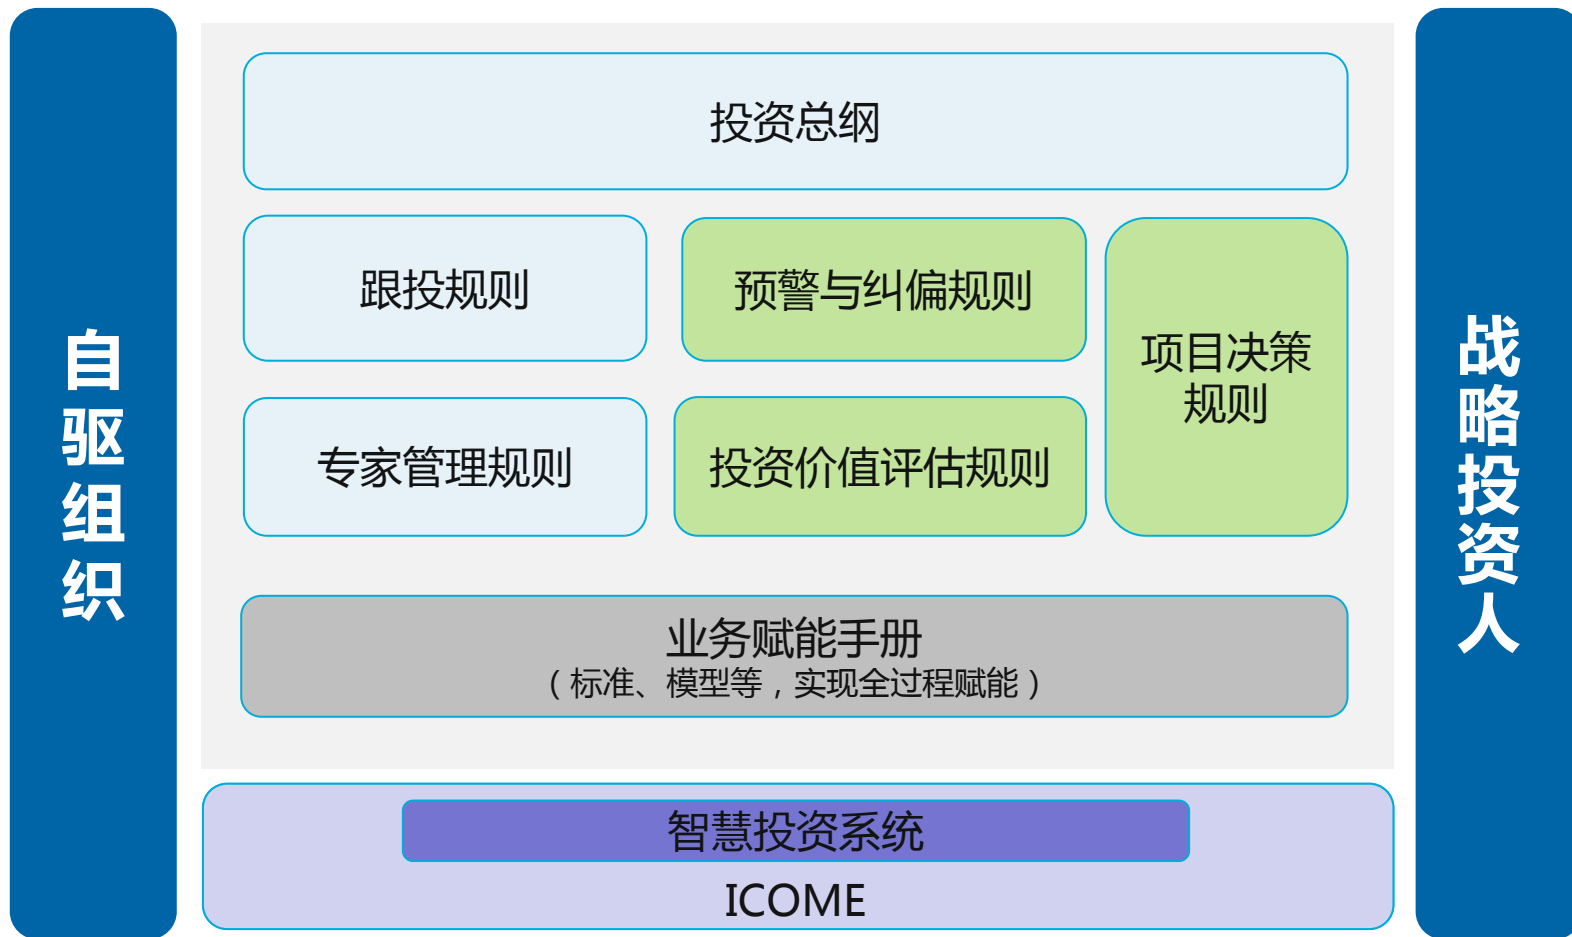 自驱组织
投资总纲
跟投规则
预警与纠偏规则
项目决策
规则
专家管理规则
投资价值评估规则
业务赋能手册
（标准、模型等，实现全过程赋能）
智慧投资系统
ICOME
战略投资人